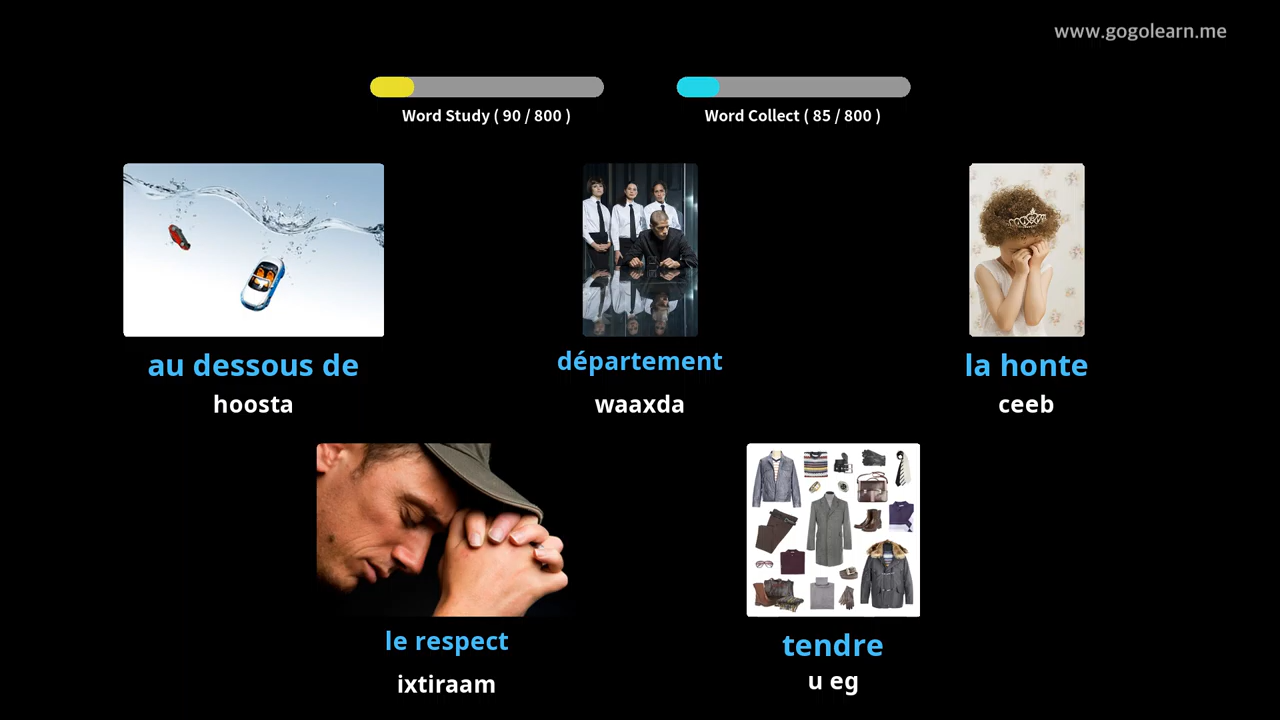 www.gogolearn.me
Word Study ( 90 / 800 )
Word Collect ( 85 / 800 )
au dessous de
hoosta
département
waaxda
la honte
ceeb
le respect
ixtiraam
tendre
u eg